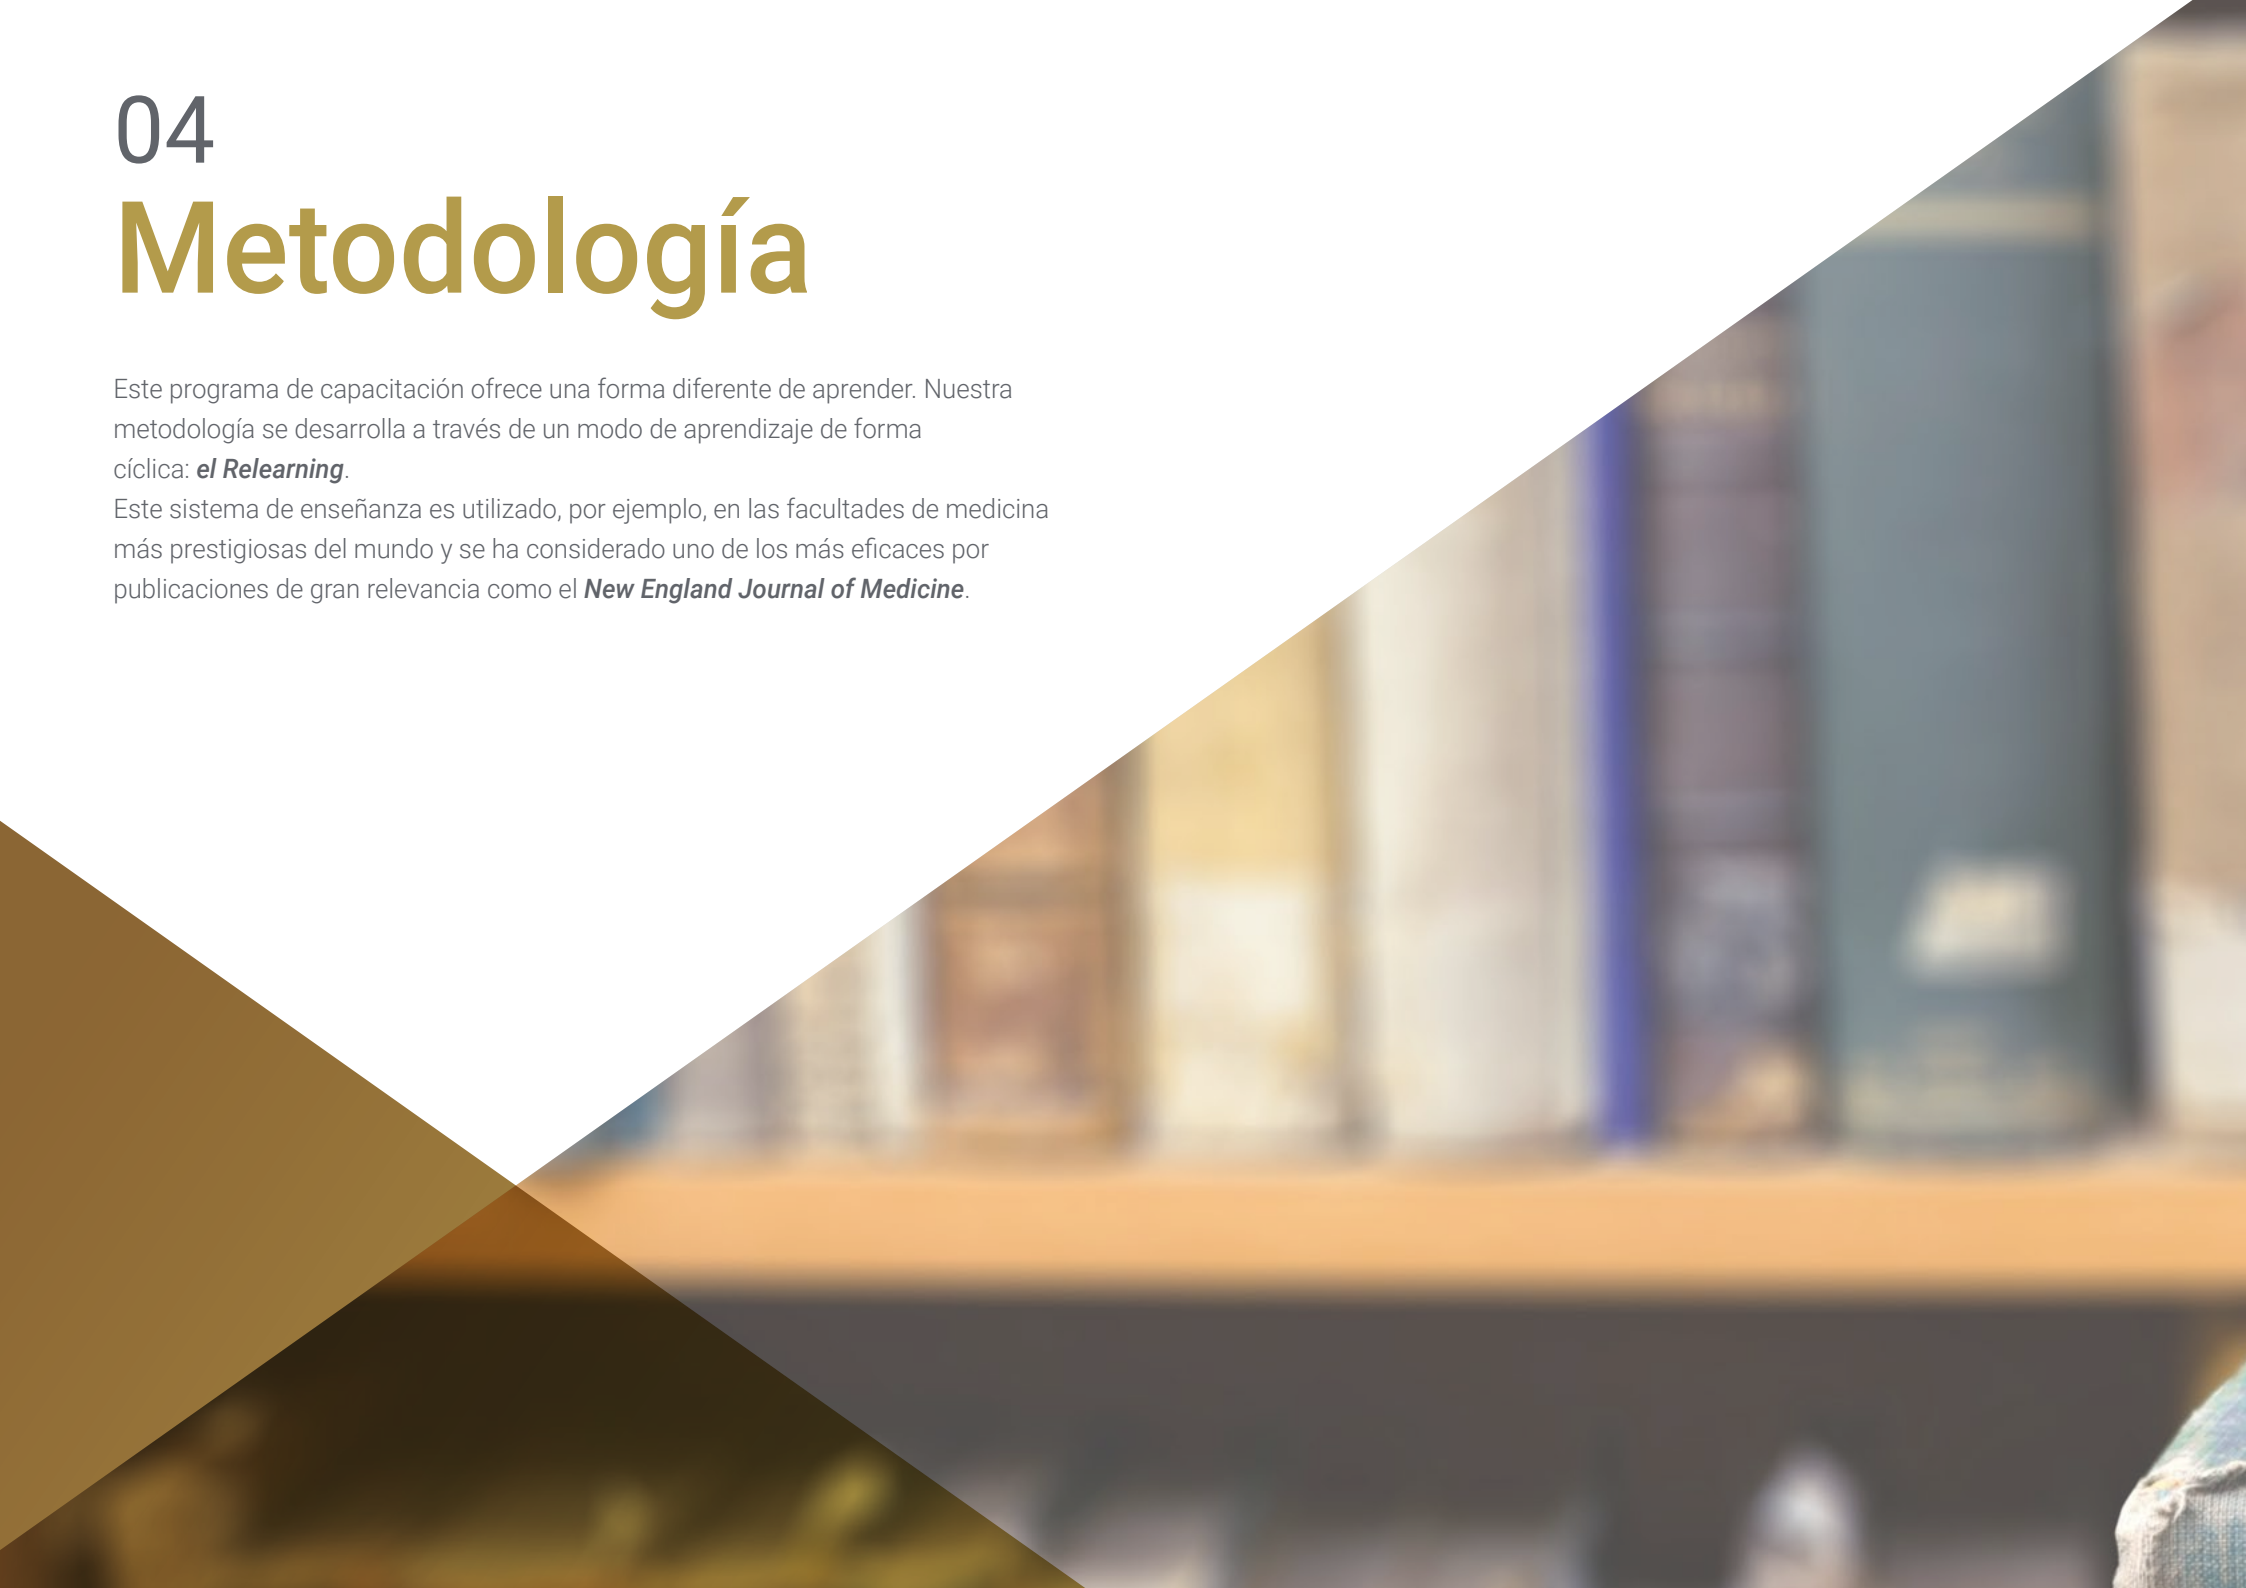 04
Metodología
Este programa de capacitación ofrece una forma diferente de aprender. Nuestra
metodología se desarrolla a través de un modo de aprendizaje de forma
cíclica: el Relearning.
Este sistema de enseñanza es utilizado, por ejemplo, en las facultades de medicina
más prestigiosas del mundo y se ha considerado uno de los más eficaces por
publicaciones de gran relevancia como el New England Journal of Medicine.